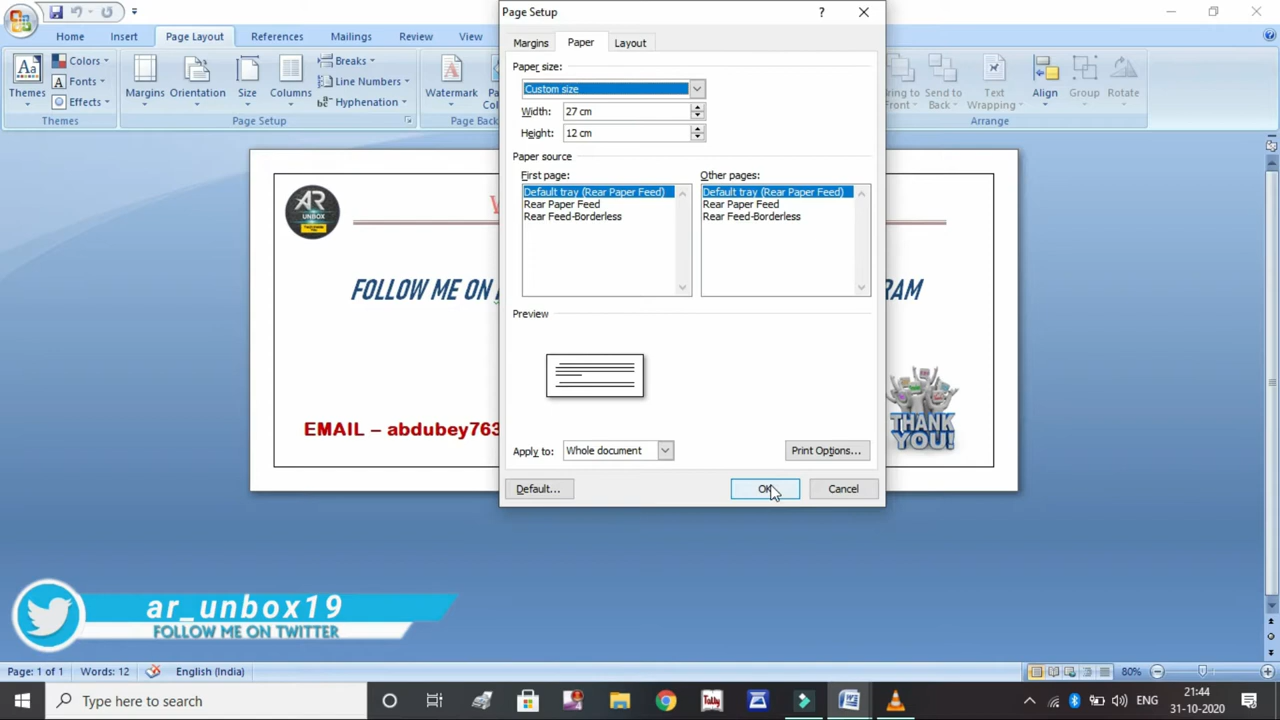 Page Setup
?
Home
Insert
Page Layout
References
Mailings
Review
View
Margins
Paper
Layout
Themes
Colors
Fonts
Effects
Themes
Margins
Orientation
Size
Columns
Breaks
Line Numbers
Hyphenation
Page Setup
Watermark
Page Back
Bring to Front
Send to Back
Text Wrapping
Align
Group
Rotate
Arrange
Paper size:
Custom size
Width:
27 cm
Height:
12 cm
Paper source
First page:
Other pages:
Default tray (Rear Paper Feed)
Default tray (Rear Paper Feed)
Rear Paper Feed
Rear Paper Feed
Rear Feed-Borderless
Rear Feed-Borderless
Preview
Apply to:
Whole document
Print Options...
Default...
OK
Cancel
AR
UNBOX
FOLLOW ME ON
RAM
EMAIL – abdubey763
THANK YOU!
ar_unbox19
FOLLOW ME ON TWITTER
Page: 1 of 1
Words: 12
English (India)
80%
Type here to search
Tally
ENG
21:44
31-10-2020